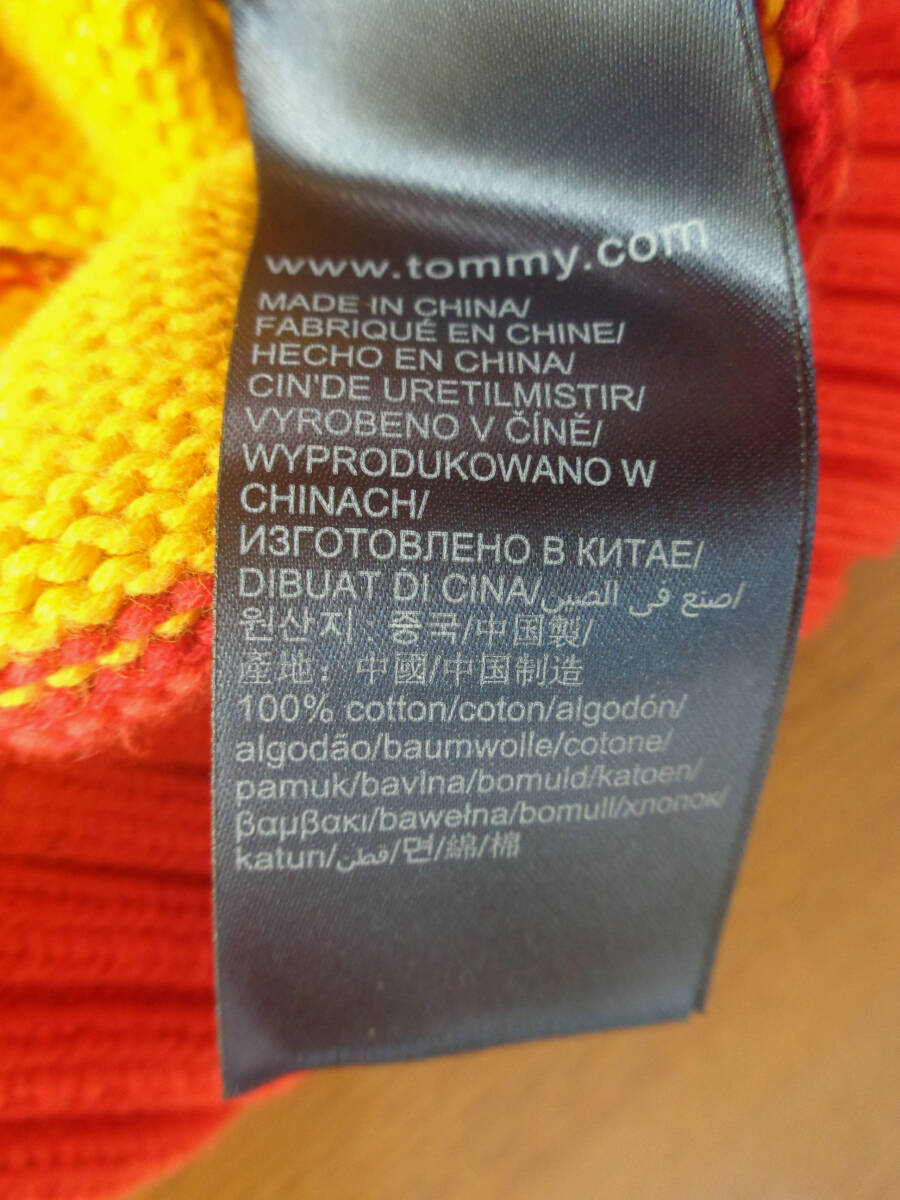 www.tommy.com
MADE IN CHINA/
FABRIQUÉ EN CHINE/
HECHO EN CHINA/
CIN'DE URETILMISTIR/
VYROBENO V ČÍNĚ/
WYPRODUKOWANO W
CHINACH/
ИЗГОТОВЛЕНО В КИТАЕ/
DIBUAT DI CINA/صنع في الصين/
원산지 : 중국/中国製/
產地: 中國/中国制造
100% cotton/coton/algodón/
algodão/baumwolle/cotone/
pamuk/bavlna/bomuld/katoen/
βαμβακι/bawełna/bomull/хлопок/
katun/قطن/면/綿/棉